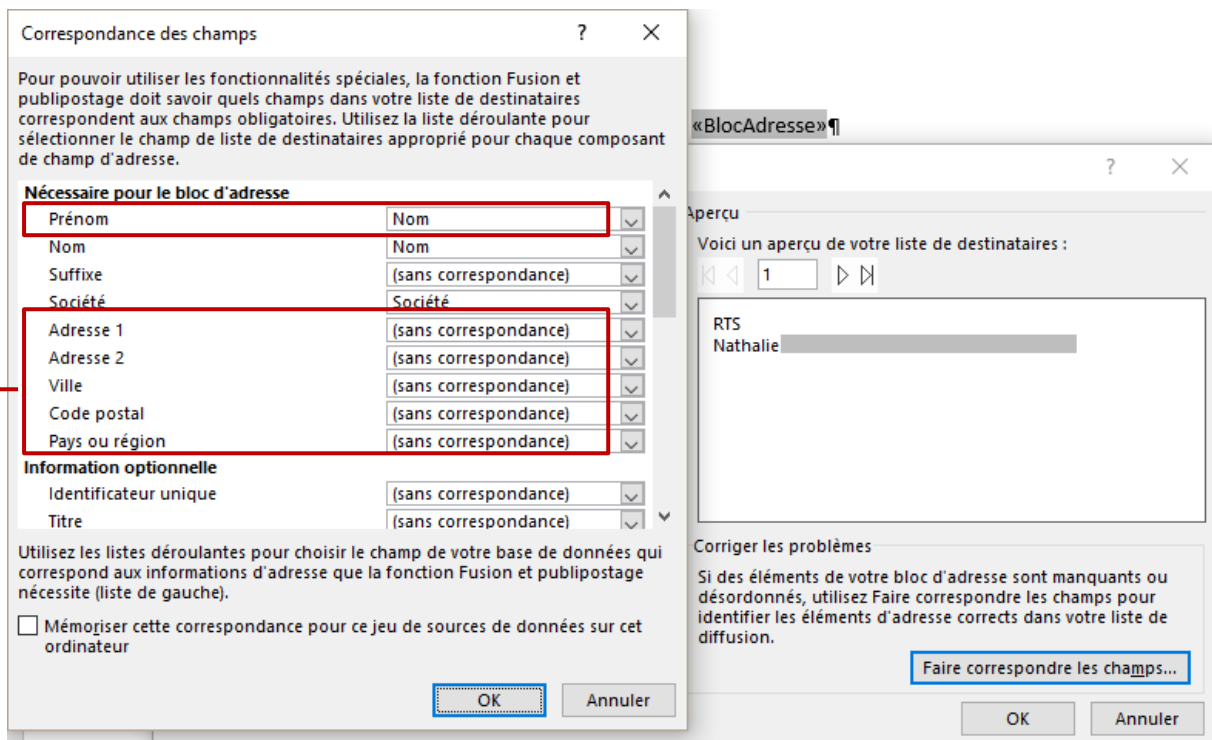 Correspondance des champs
?
Pour pouvoir utiliser les fonctionnalités spéciales, la fonction Fusion et
publipostage doit savoir quels champs dans votre liste de destinataires
correspondent aux champs obligatoires. Utilisez la liste déroulante pour
sélectionner le champ de liste de destinataires approprié pour chaque composant
de champ d'adresse.
Nécessaire pour le bloc d'adresse
Prénom Nom
Nom Nom
Suffixe (sans correspondance)
Société Société
Adresse 1 (sans correspondance)
Adresse 2 (sans correspondance)
Ville (sans correspondance)
Code postal (sans correspondance)
Pays ou région (sans correspondance)
Information optionnelle
Identificateur unique (sans correspondance)
Titre (sans correspondance)
Utilisez les listes déroulantes pour choisir le champ de votre base de données qui
correspond aux informations d'adresse que la fonction Fusion et publipostage
nécessite (liste de gauche).
Mémoriser cette correspondance pour ce jeu de sources de données sur cet
ordinateur
OK Annuler
«BlocAdresse»¶
?
Aperçu
Voici un aperçu de votre liste de destinataires :
1
RTS
Nathalie
Corriger les problèmes
Si des éléments de votre bloc d'adresse sont manquants ou
désordonnés, utilisez Faire correspondre les champs pour
identifier les éléments d'adresse corrects dans votre liste de
diffusion.
Faire correspondre les champs...
OK Annuler